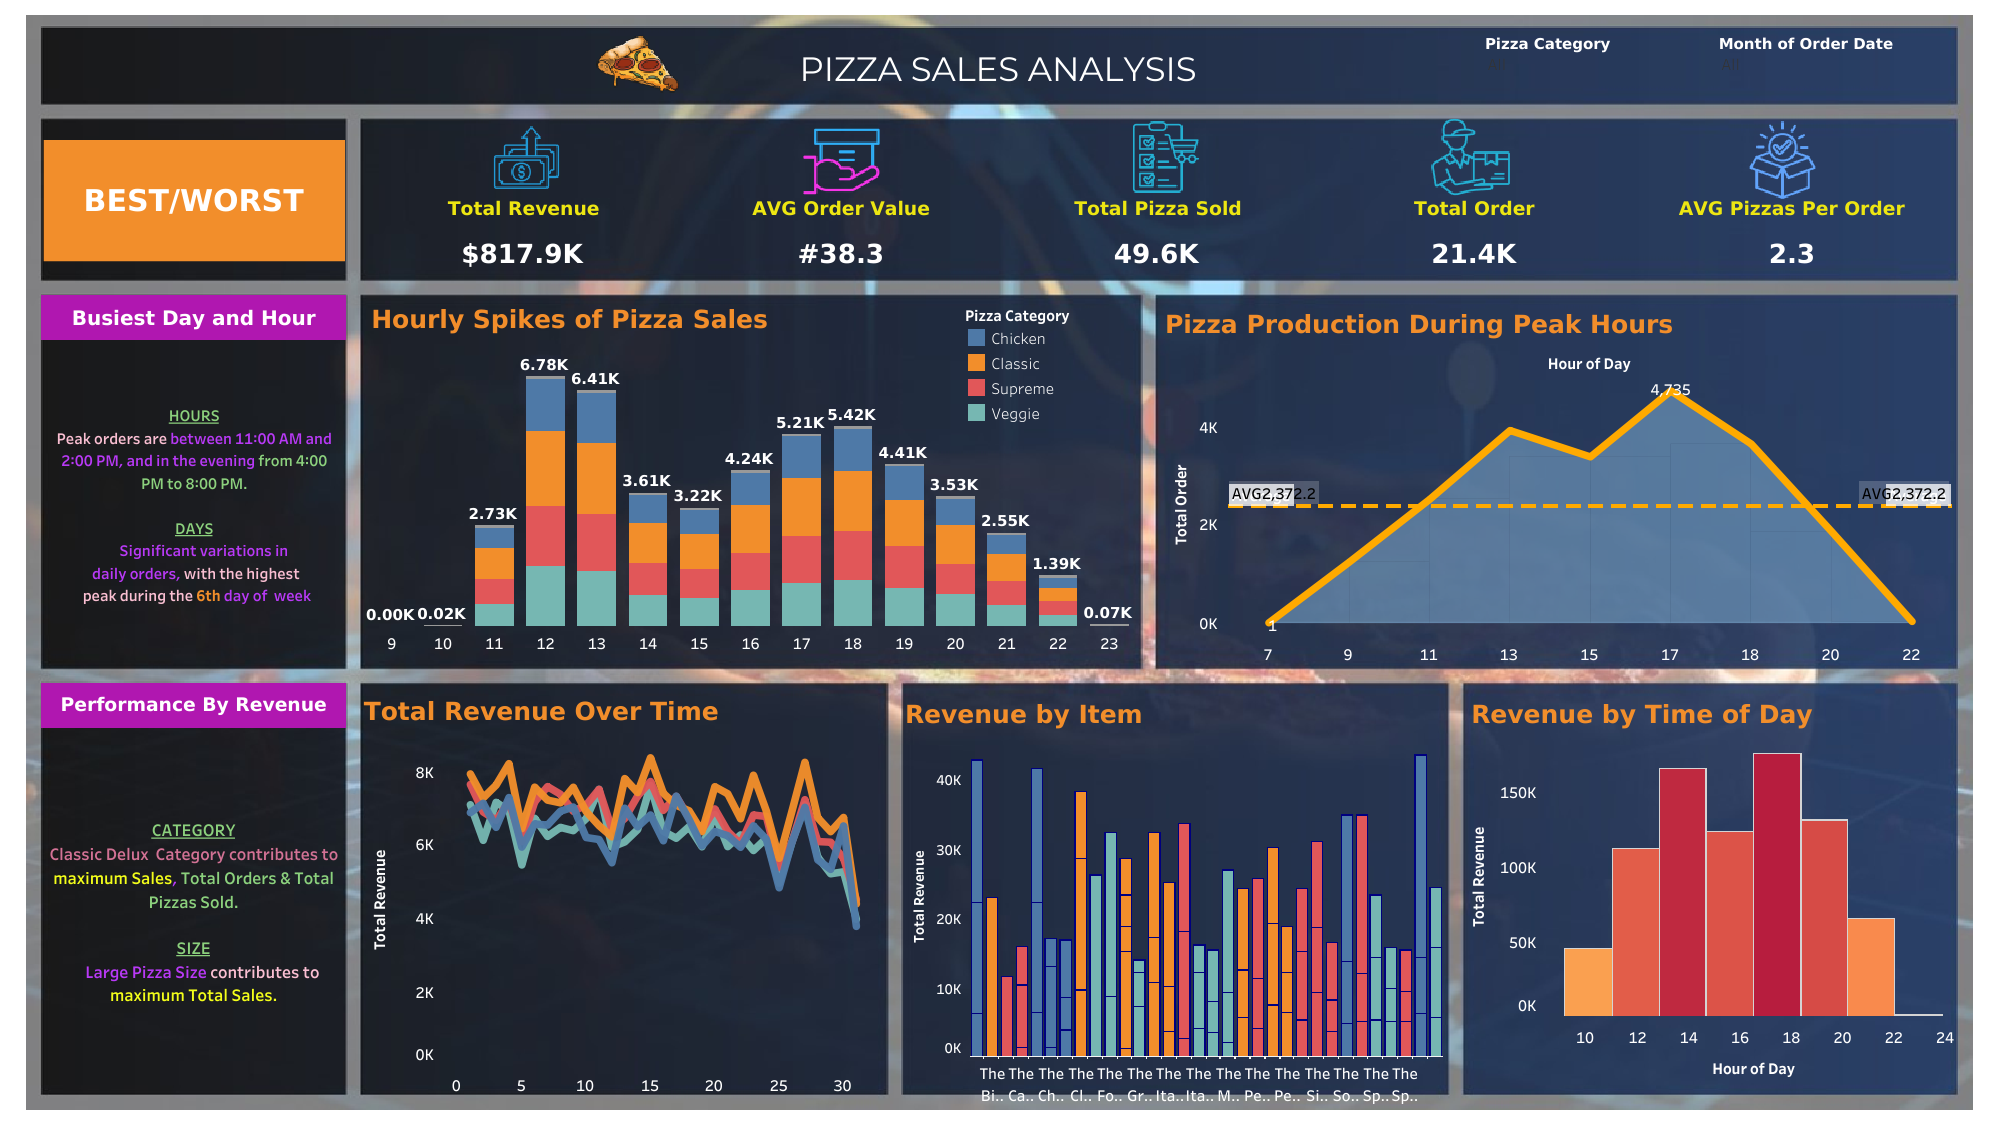 PIZZA SALES ANALYSIS
Pizza Category
Month of Order Date
BEST/WORST
Total Revenue
$817.9K
AVG Order Value
#38.3
Total Pizza Sold
49.6K
Total Order
21.4K
AVG Pizzas Per Order
2.3
Busiest Day and Hour
HOURS
Peak orders are between 11:00 AM and
2:00 PM, and in the evening from 4:00
PM to 8:00 PM.
DAYS
Significant variations in
daily orders, with the highest
peak during the 6th day of week
Hourly Spikes of Pizza Sales
Pizza Category
Chicken
Classic
Supreme
Veggie
0.00K 0.02K 2.73K 6.78K 6.41K 3.61K 3.22K 4.24K 5.21K 5.42K 4.41K 3.53K 2.55K 1.39K 0.07K
9 10 11 12 13 14 15 16 17 18 19 20 21 22 23
Pizza Production During Peak Hours
Hour of Day
4,735
4K
AVG2,372.2
AVG2,372.2
Total Order
2K
0K
1
7 9 11 13 15 17 18 20 22
Performance By Revenue
CATEGORY
Classic Delux Category contributes to
maximum Sales, Total Orders & Total
Pizzas Sold.
SIZE
Large Pizza Size contributes to
maximum Total Sales.
Total Revenue Over Time
Total Revenue
8K
6K
4K
2K
0K
0 5 10 15 20 25 30
Revenue by Item
Total Revenue
40K
30K
20K
10K
0K
The The The The The The The The The The The The The The The
Bi.. Ca.. Ch.. Cl.. Fo.. Gr.. Ita.. Ita.. M.. Pe.. Pe.. Si.. So.. Sp.. Sp..
Revenue by Time of Day
Total Revenue
150K
100K
50K
0K
10 12 14 16 18 20 22 24
Hour of Day